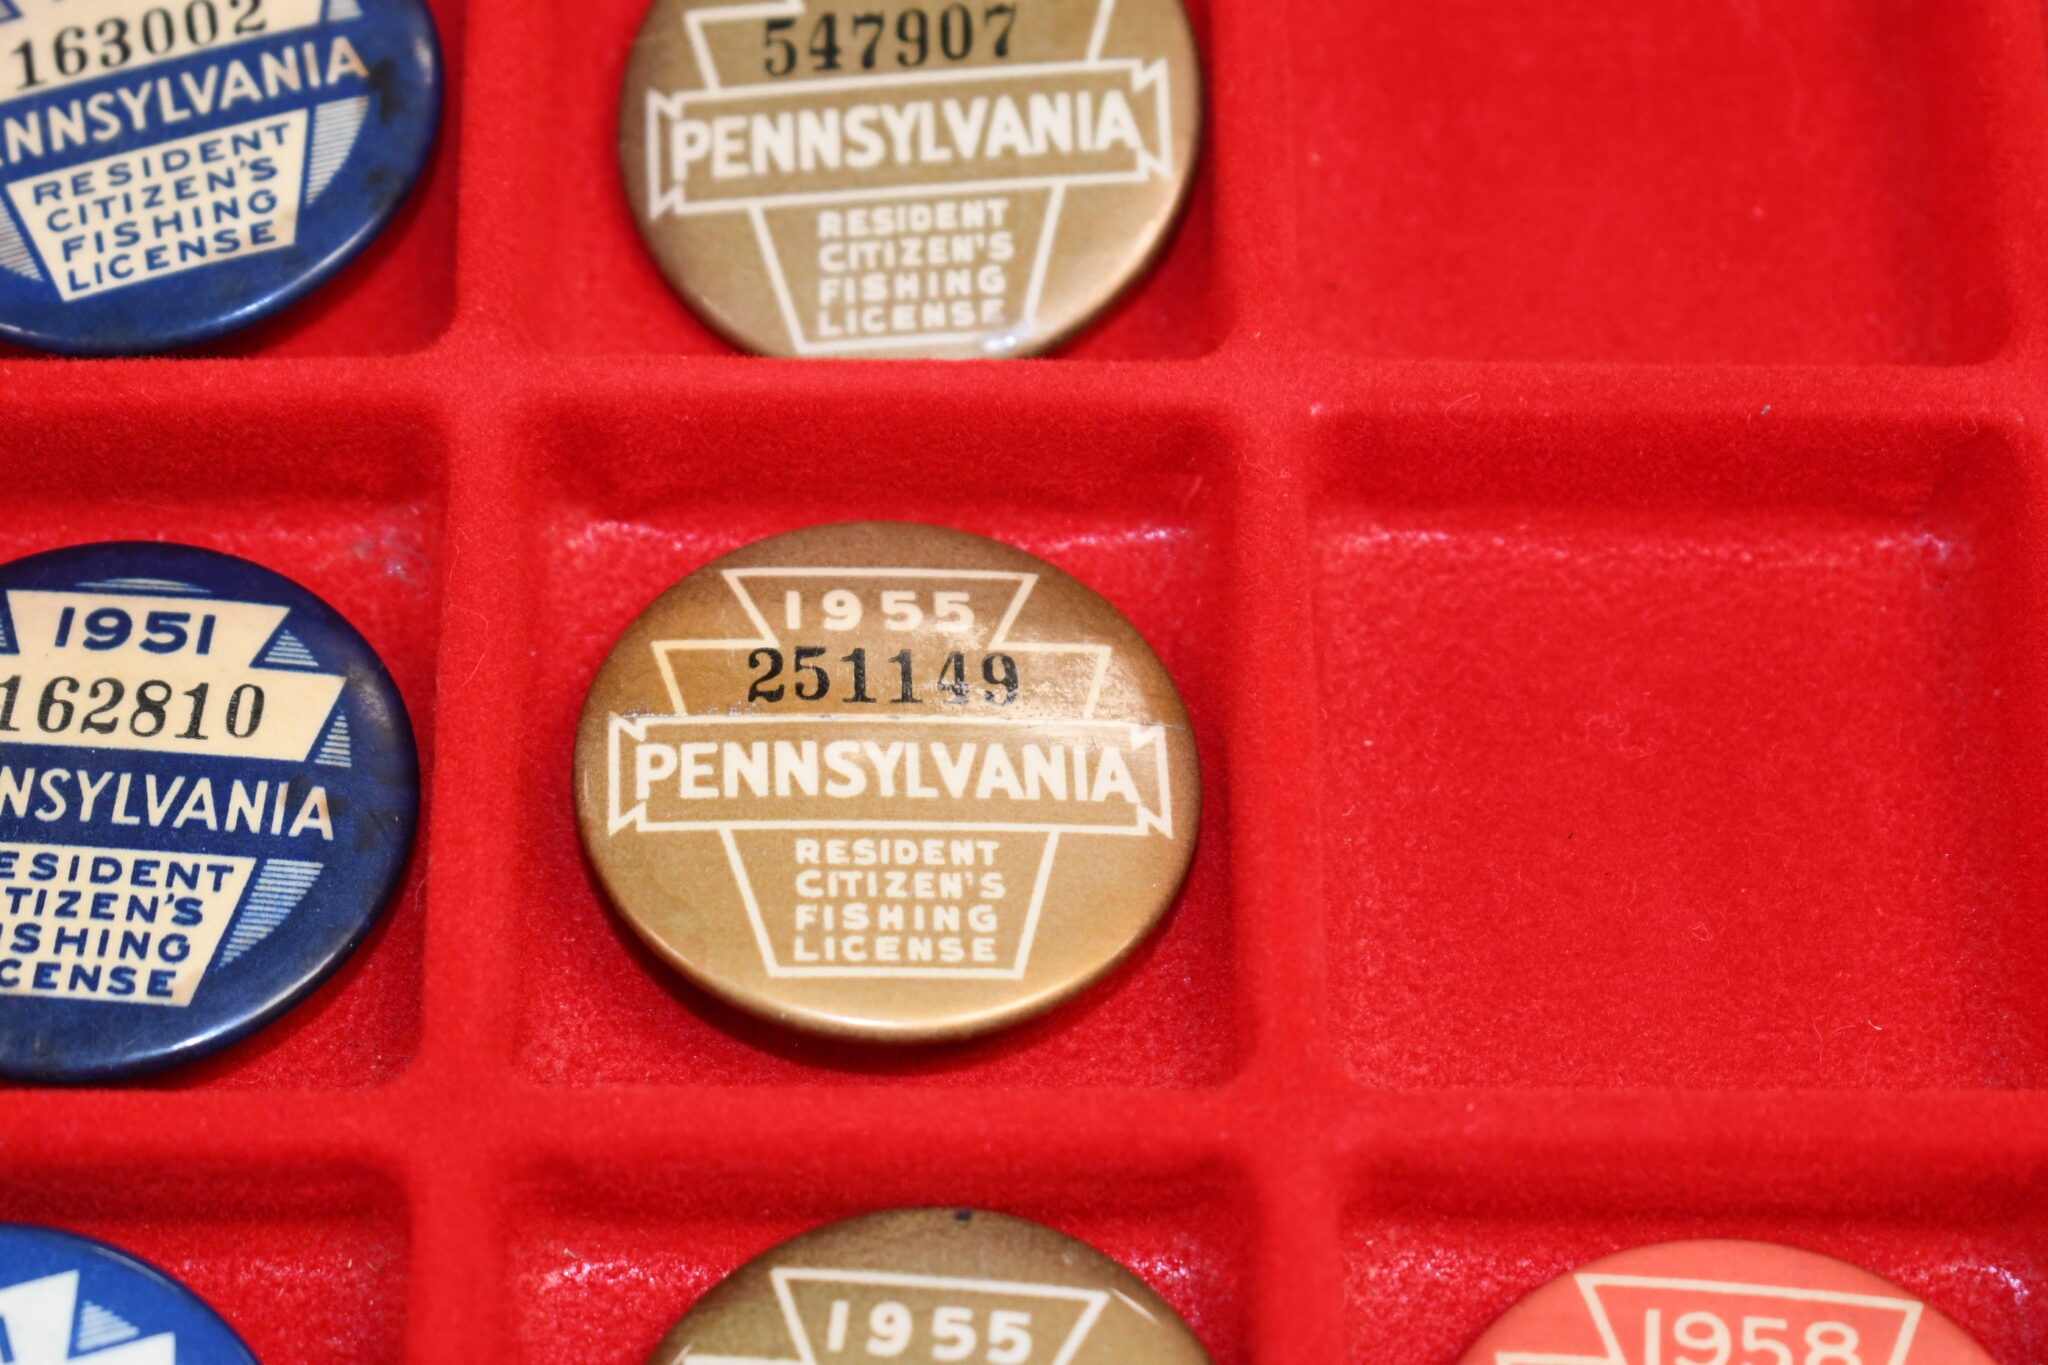 163002
PENNSYLVANIA
RESIDENT
CITIZEN'S
FISHING
LICENSE
547907
PENNSYLVANIA
RESIDENT
CITIZEN'S
FISHING
LICENSE
1951
162810
NSYLVANIA
ESIDENT
TIZEN'S
SHING
CENSE
1955
251149
PENNSYLVANIA
RESIDENT
CITIZEN'S
FISHING
LICENSE
1955
1958